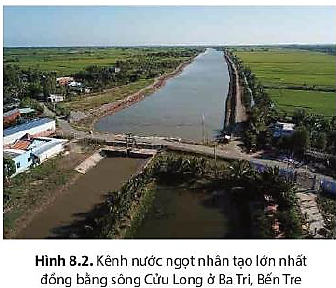 Hình 8.2. Kênh nước ngọt nhân tạo lớn nhất
đồng bằng sông Cửu Long ở Ba Tri, Bến Tre